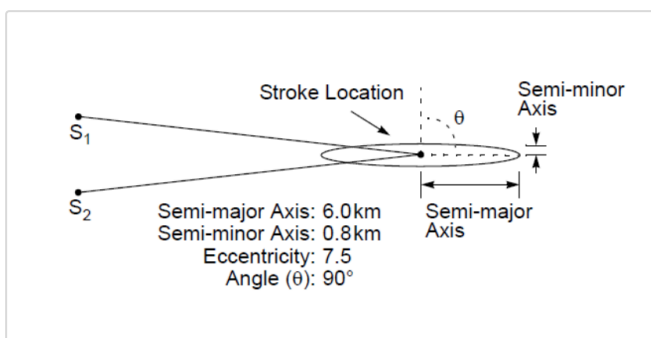 Stroke Location
θ
Semi-minor
Axis
S1
S2
Semi-major
Axis
Semi-major Axis: 6.0km
Semi-minor Axis: 0.8km
Eccentricity: 7.5
Angle (θ): 90°